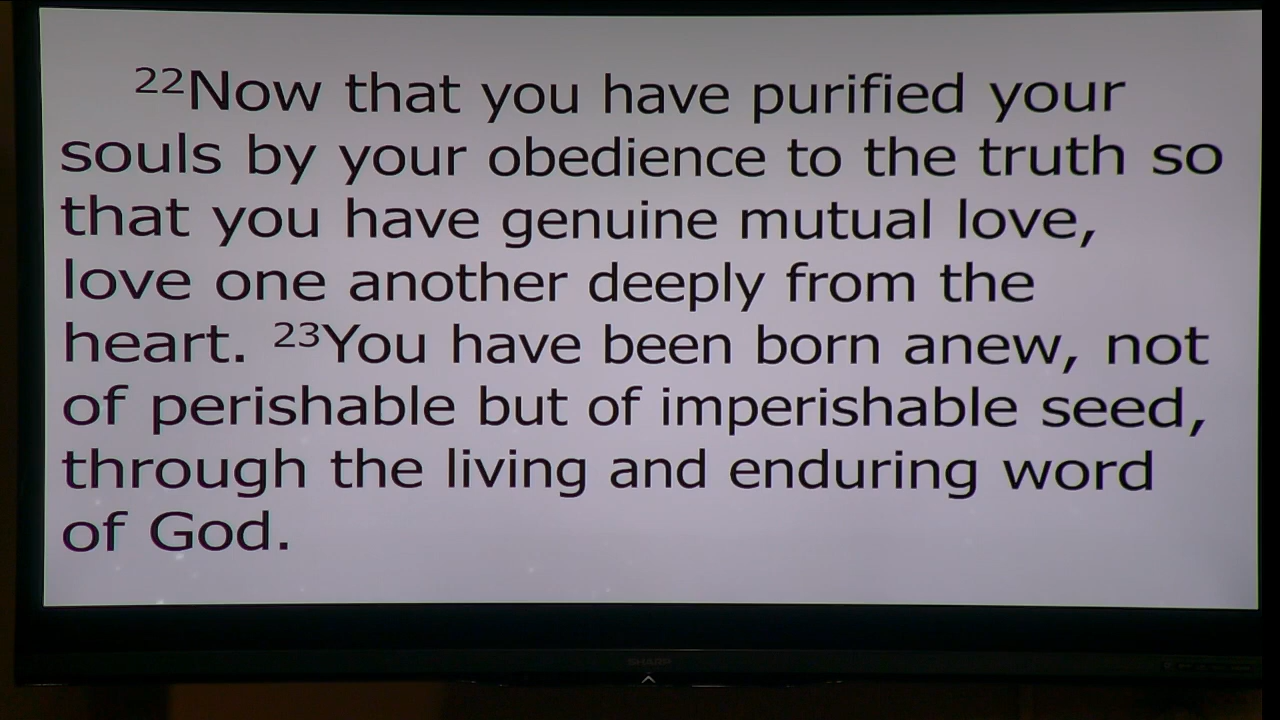 22Now that you have purified your
souls by your obedience to the truth so
that you have genuine mutual love,
love one another deeply from the
heart. 23You have been born anew, not
of perishable but of imperishable seed,
through the living and enduring word
of God.
SHARP